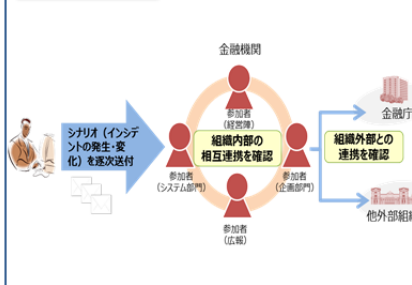 金融機関
シナリオ（インシデ
ントの発生・変
化）を逐次送付
参加者
（経営陣）
組織内部の
相互連携を確認
参加者
（システム部門）
参加者
（企画部門）
参加者
（広報）
組織外部との
連携を確認
金融庁
他外部組織